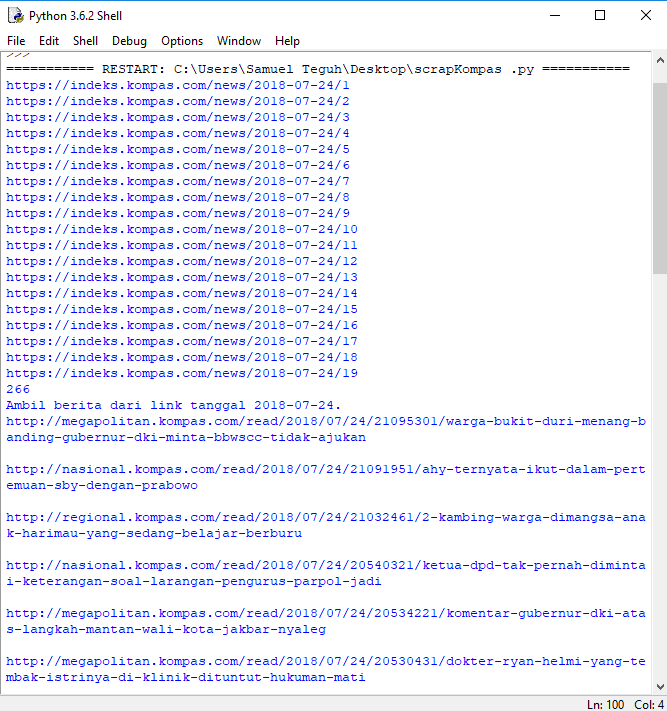 Python 3.6.2 Shell
File Edit Shell Debug Options Window Help
>>>
=========== RESTART: C:\Users\Samuel Teguh\Desktop\scrapKompas .py ===========
https://indeks.kompas.com/news/2018-07-24/1
https://indeks.kompas.com/news/2018-07-24/2
https://indeks.kompas.com/news/2018-07-24/3
https://indeks.kompas.com/news/2018-07-24/4
https://indeks.kompas.com/news/2018-07-24/5
https://indeks.kompas.com/news/2018-07-24/6
https://indeks.kompas.com/news/2018-07-24/7
https://indeks.kompas.com/news/2018-07-24/8
https://indeks.kompas.com/news/2018-07-24/9
https://indeks.kompas.com/news/2018-07-24/10
https://indeks.kompas.com/news/2018-07-24/11
https://indeks.kompas.com/news/2018-07-24/12
https://indeks.kompas.com/news/2018-07-24/13
https://indeks.kompas.com/news/2018-07-24/14
https://indeks.kompas.com/news/2018-07-24/15
https://indeks.kompas.com/news/2018-07-24/16
https://indeks.kompas.com/news/2018-07-24/17
https://indeks.kompas.com/news/2018-07-24/18
https://indeks.kompas.com/news/2018-07-24/19
266
Ambil berita dari link tanggal 2018-07-24.
http://megapolitan.kompas.com/read/2018/07/24/21095301/warga-bukit-duri-menang-b
anding-gubernur-dki-minta-bbwscc-tidak-ajukan
http://nasional.kompas.com/read/2018/07/24/21091951/ahy-ternyata-ikut-dalam-pert
emuan-sby-dengan-prabowo
http://regional.kompas.com/read/2018/07/24/21032461/2-kambing-warga-dimangsa-ana
k-harimau-yang-sedang-belajar-berburu
http://nasional.kompas.com/read/2018/07/24/20540321/ketua-dpd-tak-pernah-diminta
i-keterangan-soal-larangan-pengurus-parpol-jadi
http://megapolitan.kompas.com/read/2018/07/24/20534221/komentar-gubernur-dki-ata
s-langkah-mantan-wali-kota-jakbar-nyaleg
http://megapolitan.kompas.com/read/2018/07/24/20530431/dokter-ryan-helmi-yang-te
mbak-istrinya-di-klinik-dituntut-hukuman-mati
Ln: 100 Col: 4